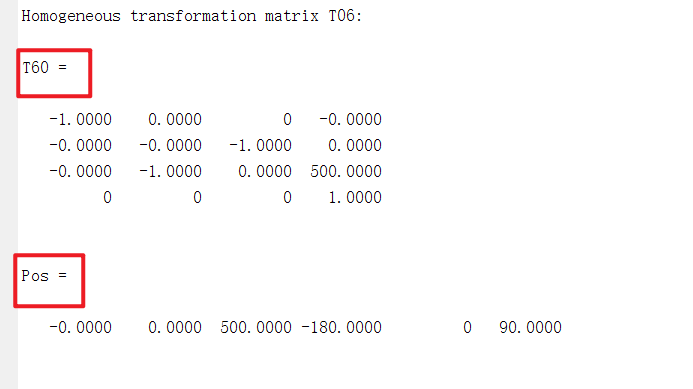 Homogeneous transformation matrix T06:
T60 =
-1.0000 0.0000 0 -0.0000
-0.0000 -0.0000 -1.0000 0.0000
-0.0000 -1.0000 0.0000 500.0000
0 0 0 1.0000
Pos =
-0.0000 0.0000 500.0000 -180.0000 0 90.0000